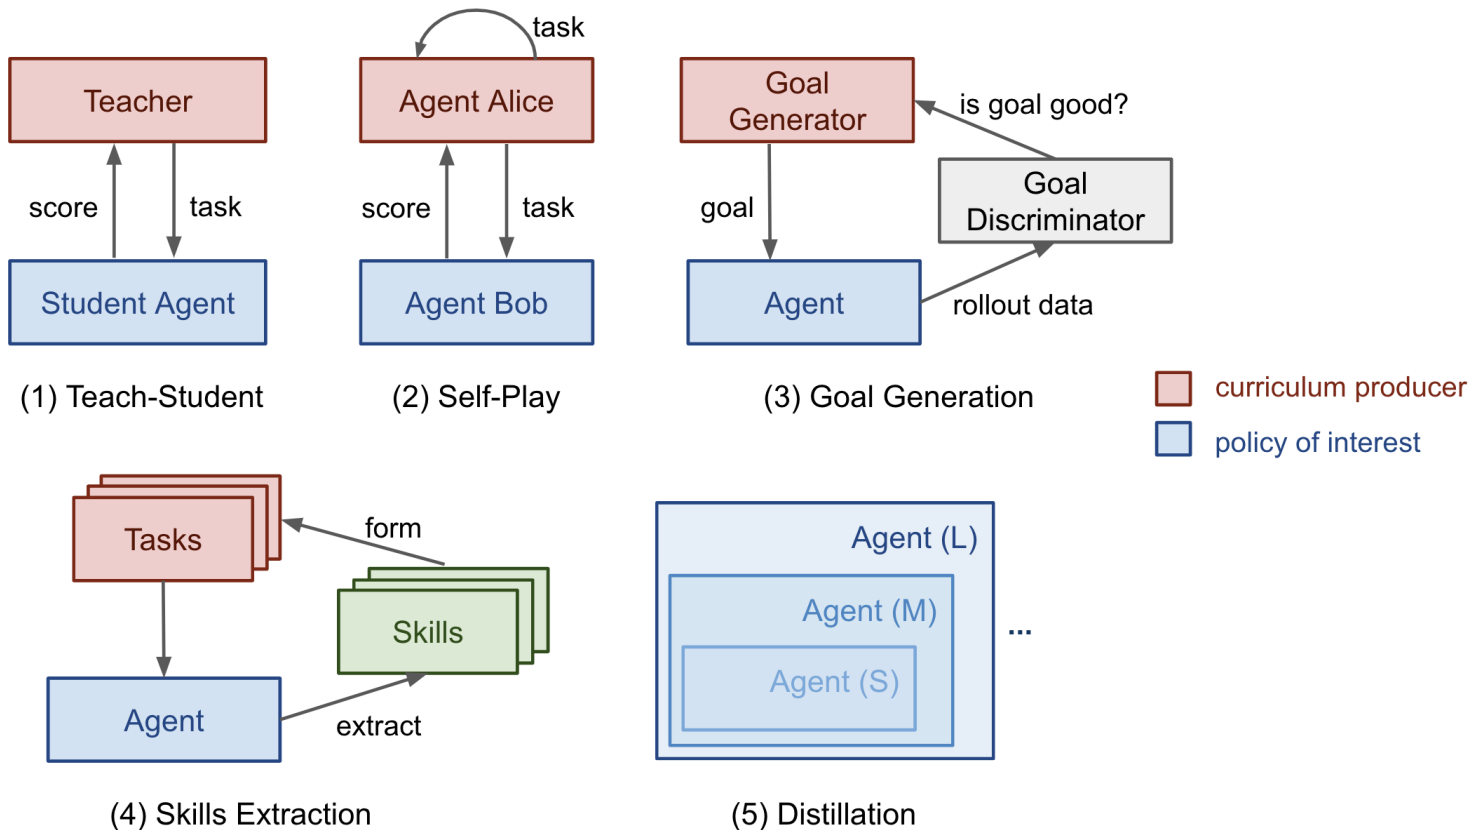 task
Teacher
Agent Alice
Goal
Generator
is goal good?
score
task
score
task
goal
Goal
Discriminator
Student Agent
Agent Bob
Agent
rollout data
(1) Teach-Student
(2) Self-Play
(3) Goal Generation
curriculum producer
policy of interest
Tasks
form
Skills
Agent
extract
(4) Skills Extraction
Agent (L)
Agent (M)
Agent (S)
...
(5) Distillation